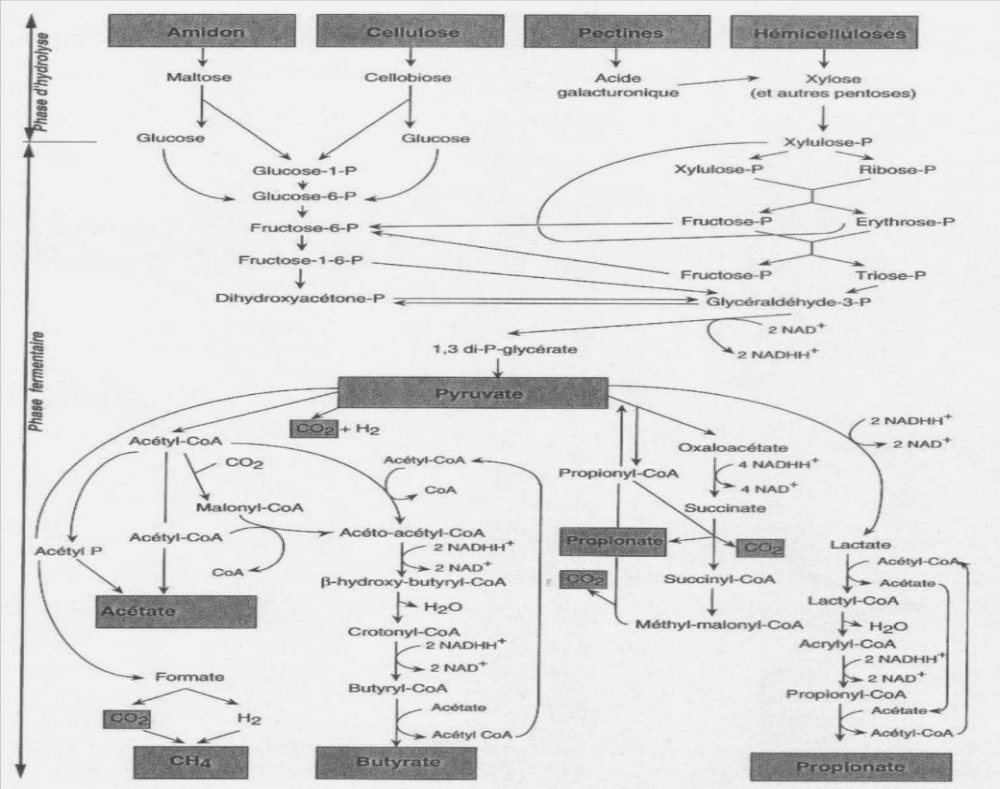 Phase d'hydrolyse
Phase fermentaire
Amidon
Cellulose
Pectines
Hémicelluloses
Maltose
Cellobiose
Acide
galacturonique
Xylose
(et autres pentoses)
Glucose
Glucose
Xylulose-P
Glucose-1-P
Xylulose-P
Ribose-P
Glucose-6-P
Fructose-6-P
Fructose-P
Erythrose-P
Fructose-1-6-P
Fructose-P
Triose-P
Dihydroxyacétone-P
Glycéraldéhyde-3-P
2 NAD+
1,3 di-P-glycérate
2 NADHH+
Pyruvate
CO2 + H2
2 NADHH+
2 NAD+
Acétyl-CoA
CO2
Acétyl-CoA
CoA
Oxaloacétate
4 NADHH+
Propionyl-CoA
4 NAD+
Malonyl-CoA
Succinate
Acétyl-CoA
Acéto-acétyl-CoA
Propionate
CO2
Lactate
Acétyl P
2 NADHH+
2 NAD+
CoA
Acétyl-CoA
Acétate
β-hydroxy-butyryl-CoA
CO2
Succinyl-CoA
Lactyl-CoA
Acétate
H2O
Méthyl-malonyl-CoA
H2O
Crotonyl-CoA
Acrylyl-CoA
2 NADHH+
2 NADHH+
2 NAD+
2 NAD+
Formate
Butyryl-CoA
Propionyl-CoA
Acétate
Acétate
CO2
H2
Acétyl CoA
Acétyl-CoA
CH4
Butyrate
Propionate